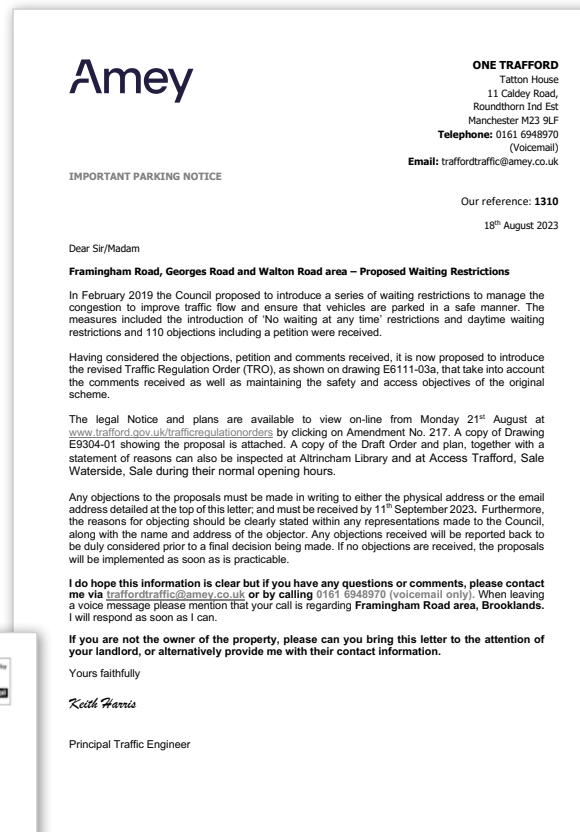 Amey
ONE TRAFFORD
Tatton House
11 Caldey Road,
Roundthorn Ind Est
Manchester M23 9LF
Telephone: 0161 6948970
(Voicemail)
Email: traffordtraffic@amey.co.uk
IMPORTANT PARKING NOTICE
Our reference: 1310
18th August 2023
Dear Sir/Madam
Framingham Road, Georges Road and Walton Road area – Proposed Waiting Restrictions
In February 2019 the Council proposed to introduce a series of waiting restrictions to manage the
congestion to improve traffic flow and ensure that vehicles are parked in a safe manner. The
measures included the introduction of ‘No waiting at any time’ restrictions and daytime waiting
restrictions and 110 objections including a petition were received.
Having considered the objections, petition and comments received, it is now proposed to introduce
the revised Traffic Regulation Order (TRO), as shown on drawing E6111-03a, that take into account
the comments received as well as maintaining the safety and access objectives of the original
scheme.
The legal Notice and plans are available to view on-line from Monday 21st August at
www.trafford.gov.uk/trafficregulationorders by clicking on Amendment No. 217. A copy of Drawing
E9304-01 showing the proposal is attached. A copy of the Draft Order and plan, together with a
statement of reasons can also be inspected at Altrincham Library and at Access Trafford, Sale
Waterside, Sale during their normal opening hours.
Any objections to the proposals must be made in writing to either the physical address or the email
address detailed at the top of this letter; and must be received by 11th September 2023. Furthermore,
the reasons for objecting should be clearly stated within any representations made to the Council,
along with the name and address of the objector. Any objections received will be reported back to
be duly considered prior to a final decision being made. If no objections are received, the proposals
will be implemented as soon as is practicable.
I do hope this information is clear but if you have any questions or comments, please contact
me via traffordtraffic@amey.co.uk or by calling 0161 6948970 (voicemail only). When leaving
a voice message please mention that your call is regarding Framingham Road area, Brooklands.
I will respond as soon as I can.
If you are not the owner of the property, please can you bring this letter to the attention of
your landlord, or alternatively provide me with their contact information.
Yours faithfully
Keith Harris
Principal Traffic Engineer